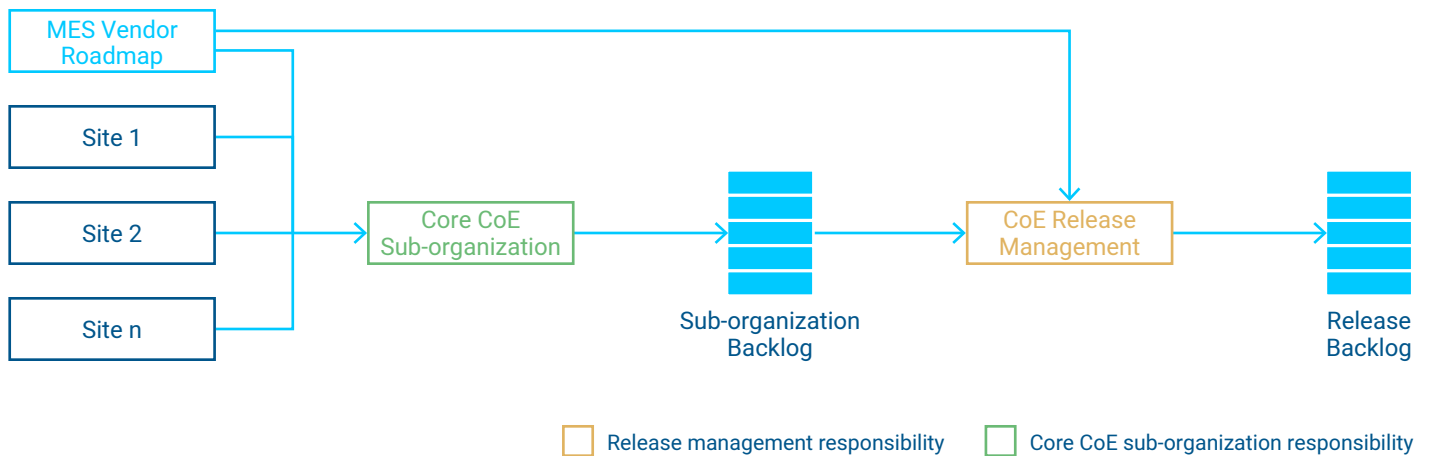 MES Vendor
Roadmap
Site 1
Site 2
Site n
Core CoE
Sub-organization
Sub-organization
Backlog
CoE Release
Management
Release
Backlog
Release management responsibility
Core CoE sub-organization responsibility